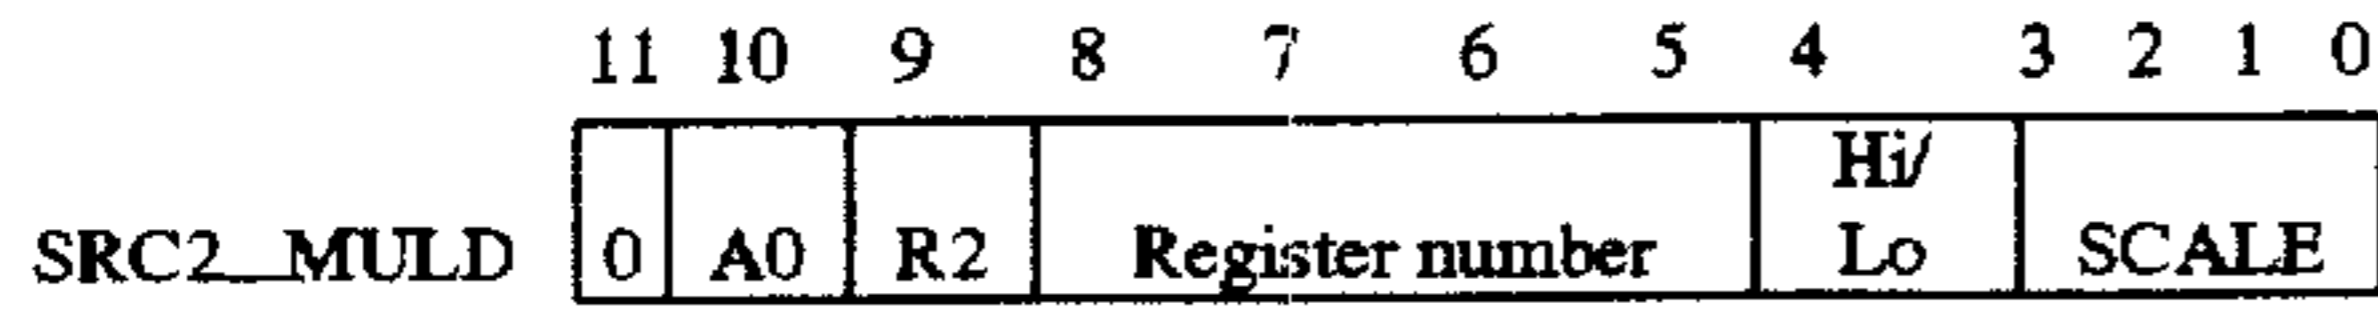 11 10 9 8 7 6 5 4 3 2 1 0
Hi/
SRC2_MULD 0 A0 R2 Register number Lo SCALE